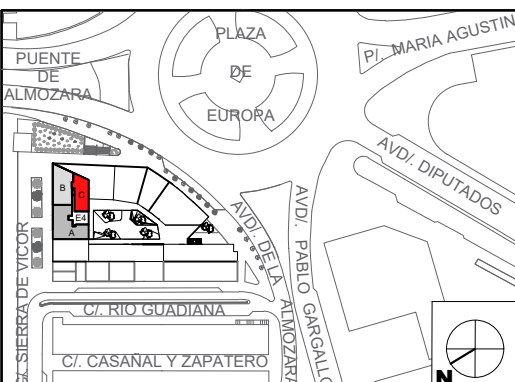 PLAZA
DE
EUROPA
P/. MARIA AGUSTIN
PUENTE
DE
ALMOZARA
AVD/. DIPUTADOS
B
C
E4
A
AVD/. DE LA ALMOZARA
AVD/. PABLO GARGALLO
C/. SIERRA DE VICOR
C/. RIO GUADIANA
C/. CASAÑAL Y ZAPATERO
N